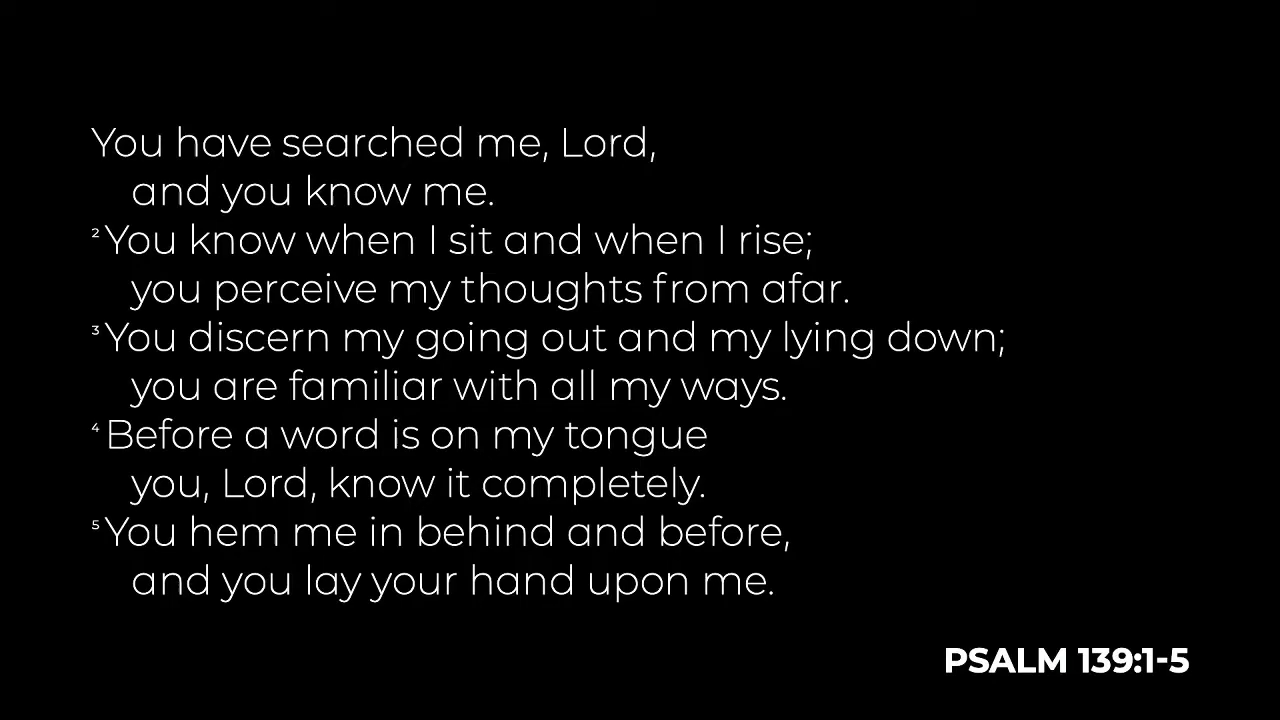 You have searched me, Lord,
and you know me.
2 You know when I sit and when I rise;
you perceive my thoughts from afar.
3 You discern my going out and my lying down;
you are familiar with all my ways.
4 Before a word is on my tongue
you, Lord, know it completely.
5 You hem me in behind and before,
and you lay your hand upon me.
PSALM 139:1-5